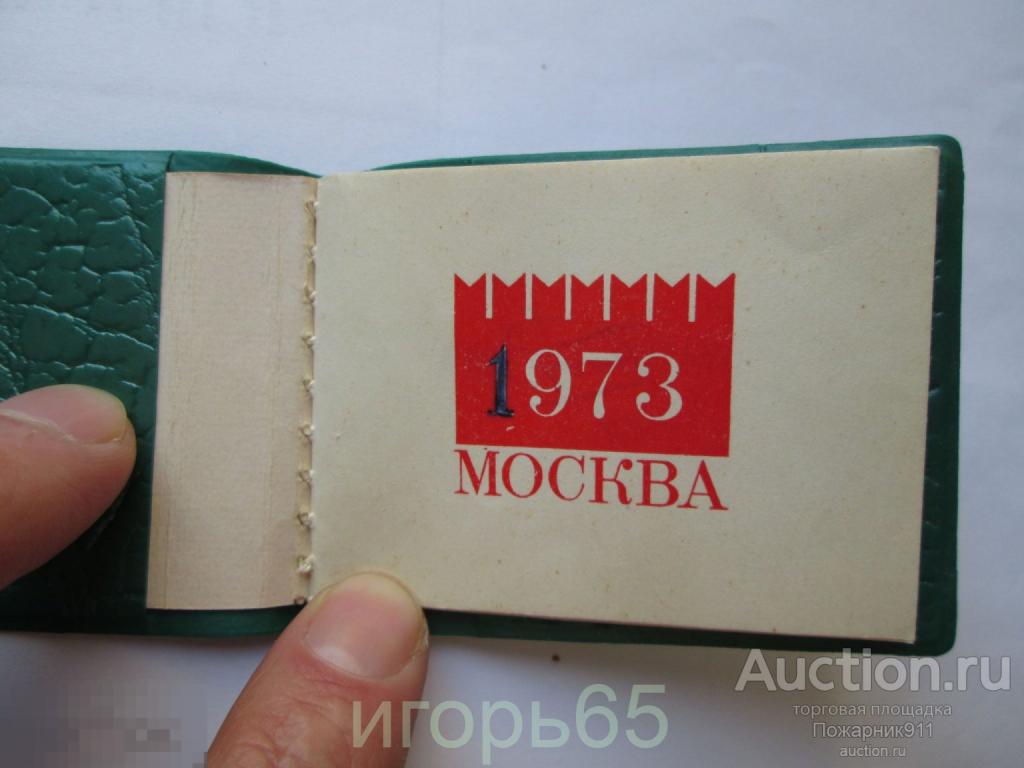 1973
МОСКВА
Auction.ru
торговая площадка
Пожарник911
auction.ru
игорь65